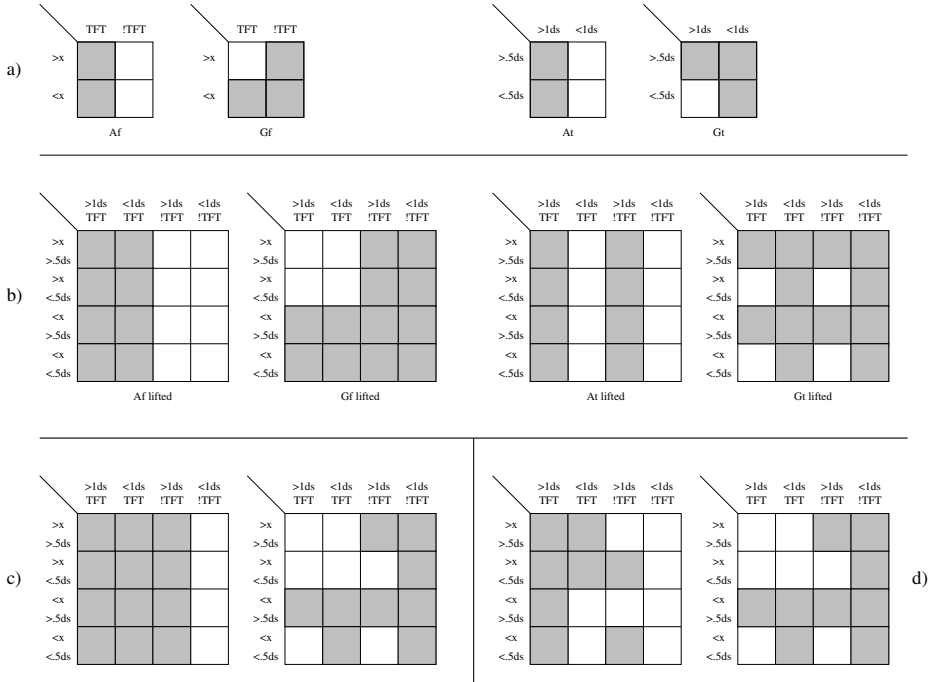 TFT !TFT TFT !TFT >1ds <1ds >1ds <1ds
>x >x >.5ds >.5ds
a)
<x <x <.5ds <.5ds
Af Gf At Gt
>1ds <1ds >1ds <1ds >1ds <1ds >1ds <1ds >1ds <1ds >1ds <1ds >1ds <1ds >1ds <1ds
TFT TFT !TFT !TFT TFT TFT !TFT !TFT TFT TFT !TFT !TFT TFT TFT !TFT !TFT
>x >x >x >x
>.5ds >.5ds >.5ds >.5ds
>x >x >x >x
b)
<.5ds <.5ds <.5ds <.5ds
<x <x <x <x
>.5ds >.5ds >.5ds >.5ds
<x <x <x <x
<.5ds <.5ds <.5ds <.5ds
Af lifted Gf lifted At lifted Gt lifted
>1ds <1ds >1ds <1ds >1ds <1ds >1ds <1ds >1ds <1ds >1ds <1ds >1ds <1ds >1ds <1ds
TFT TFT !TFT !TFT TFT TFT !TFT !TFT TFT TFT !TFT !TFT TFT TFT !TFT !TFT
>x >x >x >x
>.5ds >.5ds >.5ds >.5ds
>x >x >x >x
c) d)
<.5ds <.5ds <.5ds <.5ds
<x <x <x <x
>.5ds >.5ds >.5ds >.5ds
<x <x <x <x
<.5ds <.5ds <.5ds <.5ds